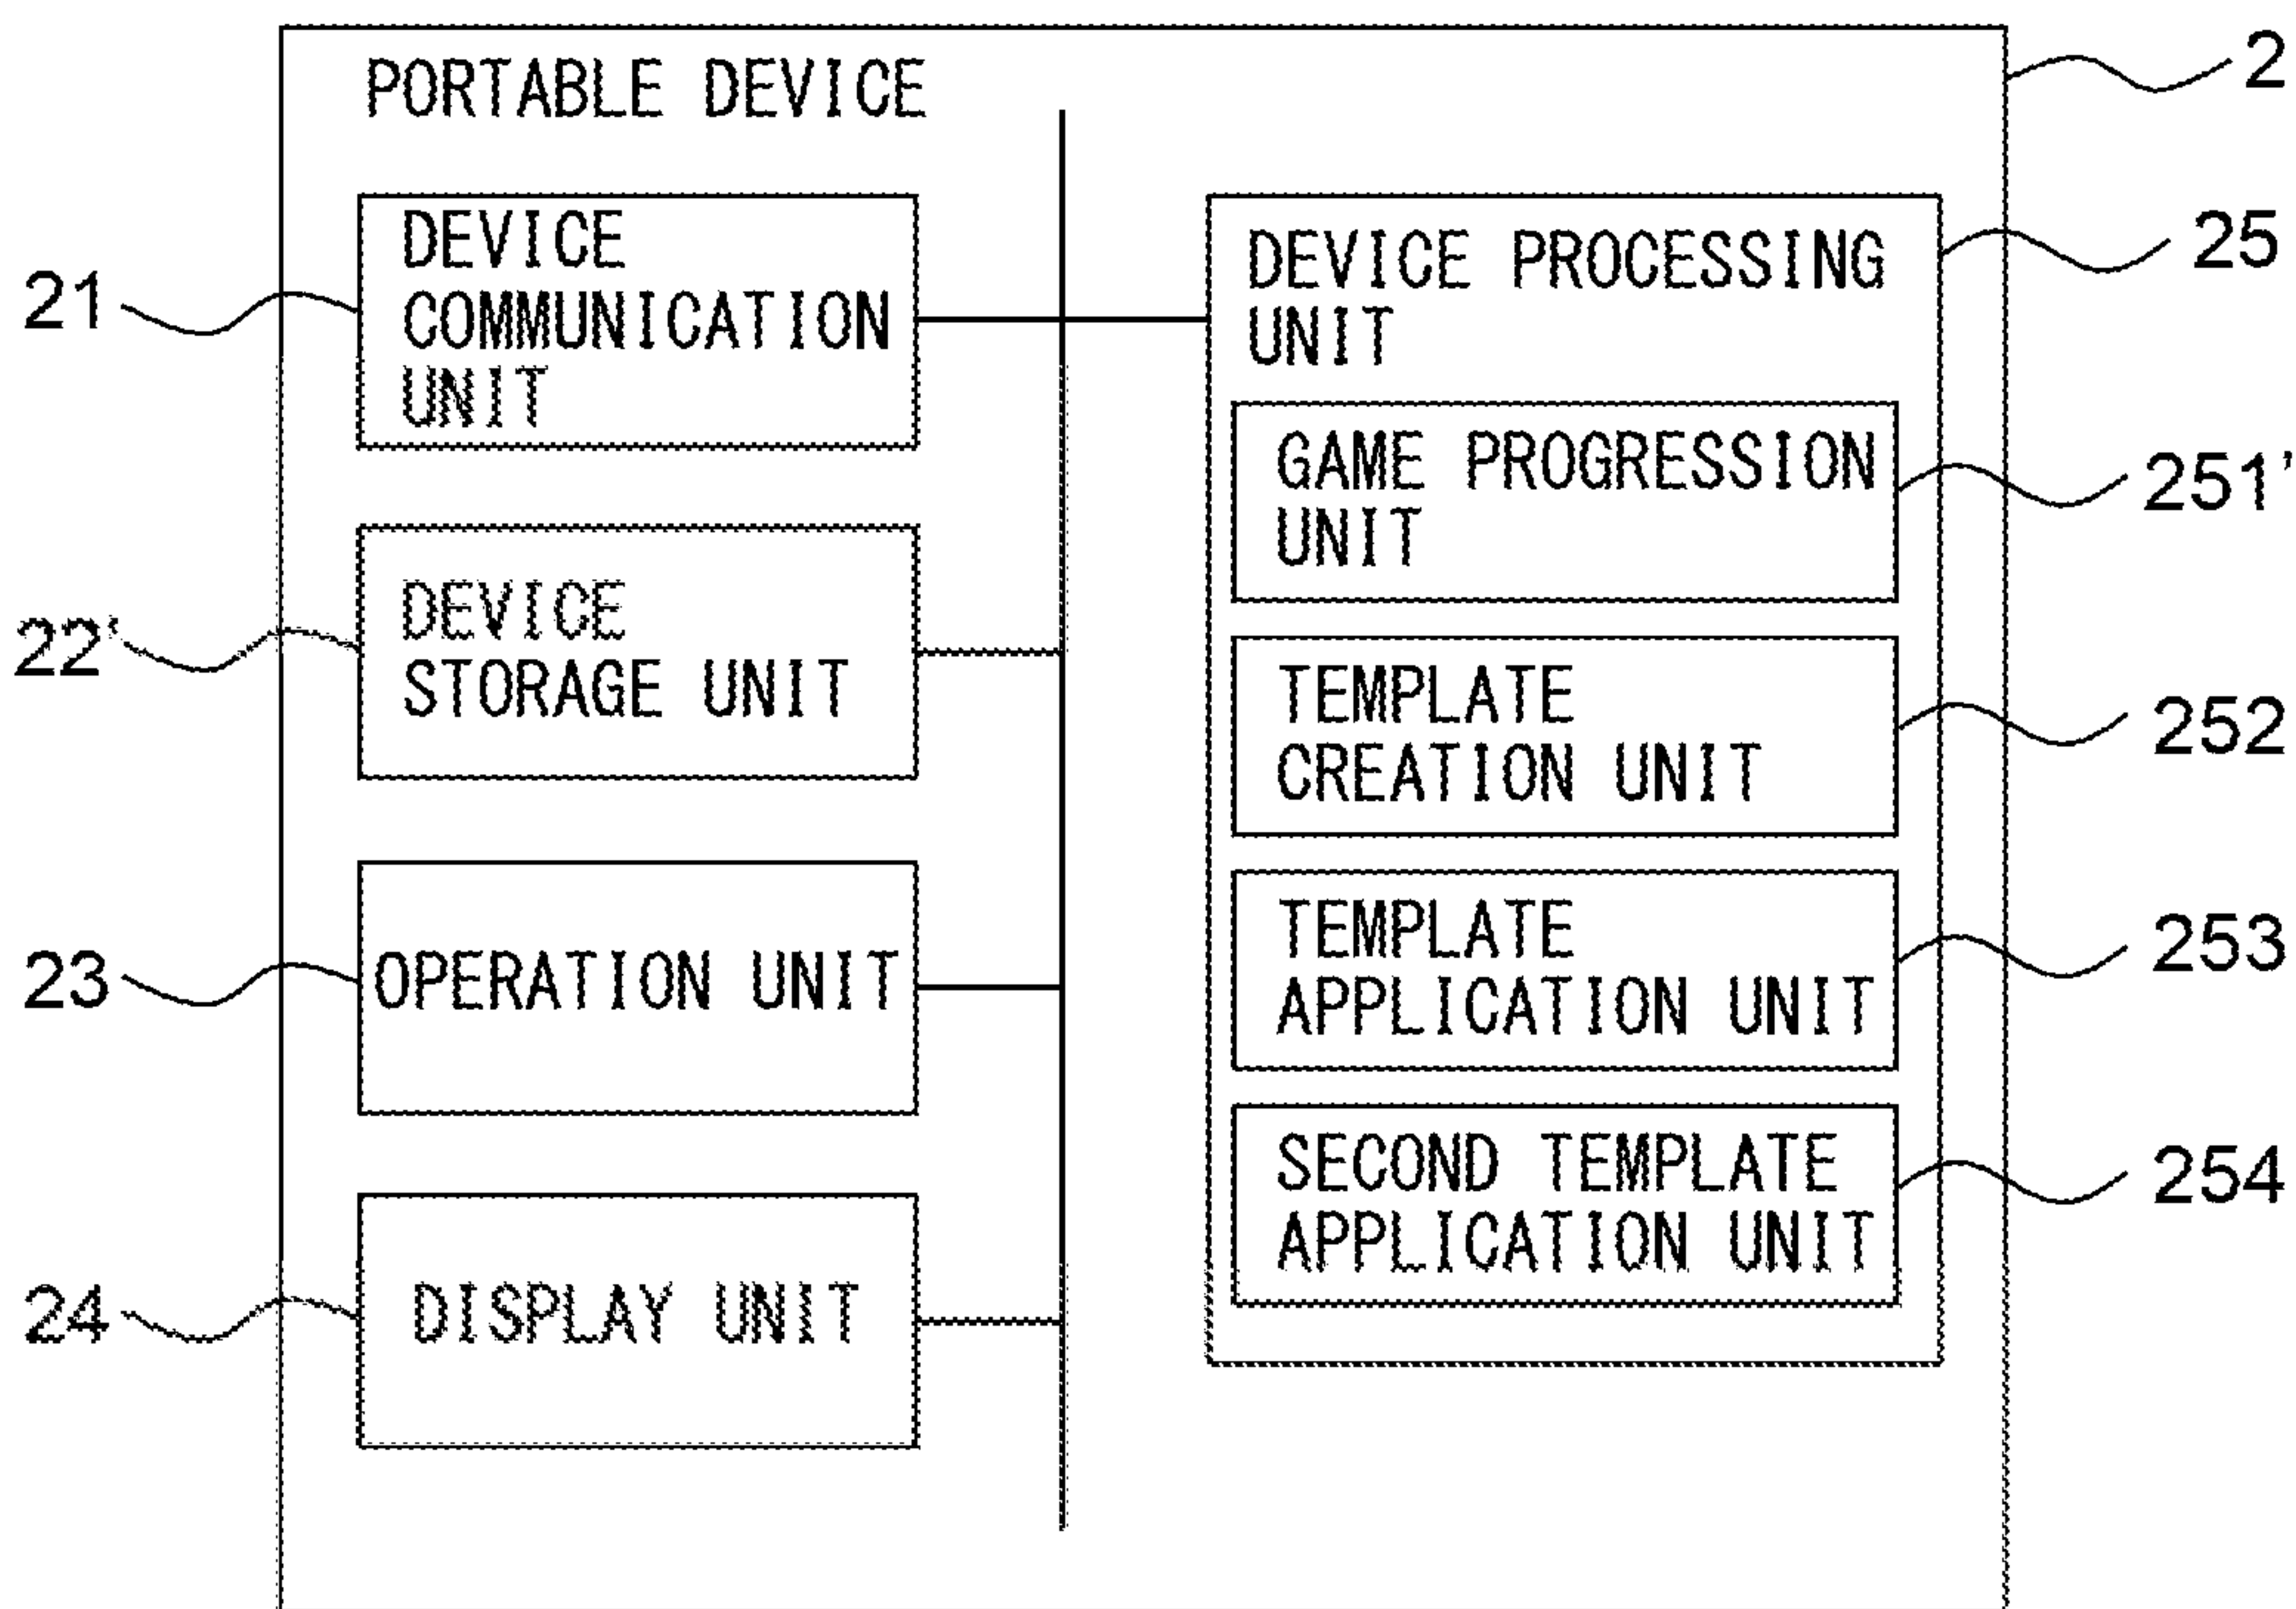 PORTABLE DEVICE
2
DEVICE
COMMUNICATION
UNIT
21
DEVICE
STORAGE UNIT
22'
OPERATION UNIT
23
DISPLAY UNIT
24
DEVICE PROCESSING
UNIT
25
GAME PROGRESSION
UNIT
251'
TEMPLATE
CREATION UNIT
252
TEMPLATE
APPLICATION UNIT
253
SECOND TEMPLATE
APPLICATION UNIT
254